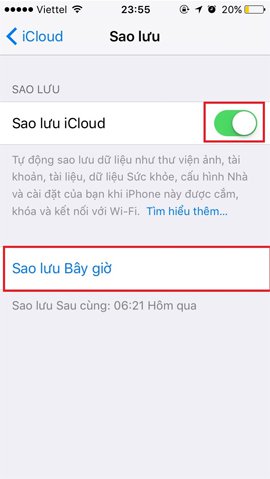 Viettel 23:55 20%
iCloud Sao lưu
SAO LƯU
Sao lưu iCloud
Tự động sao lưu dữ liệu như thư viện ảnh, tài
khoản, tài liệu, dữ liệu Sức khỏe, cấu hình Nhà
và cài đặt của bạn khi iPhone này được cắm,
khóa và kết nối với Wi-Fi. Tìm hiểu thêm...
Sao lưu Bây giờ
Sao lưu Sau cùng: 06:21 Hôm qua